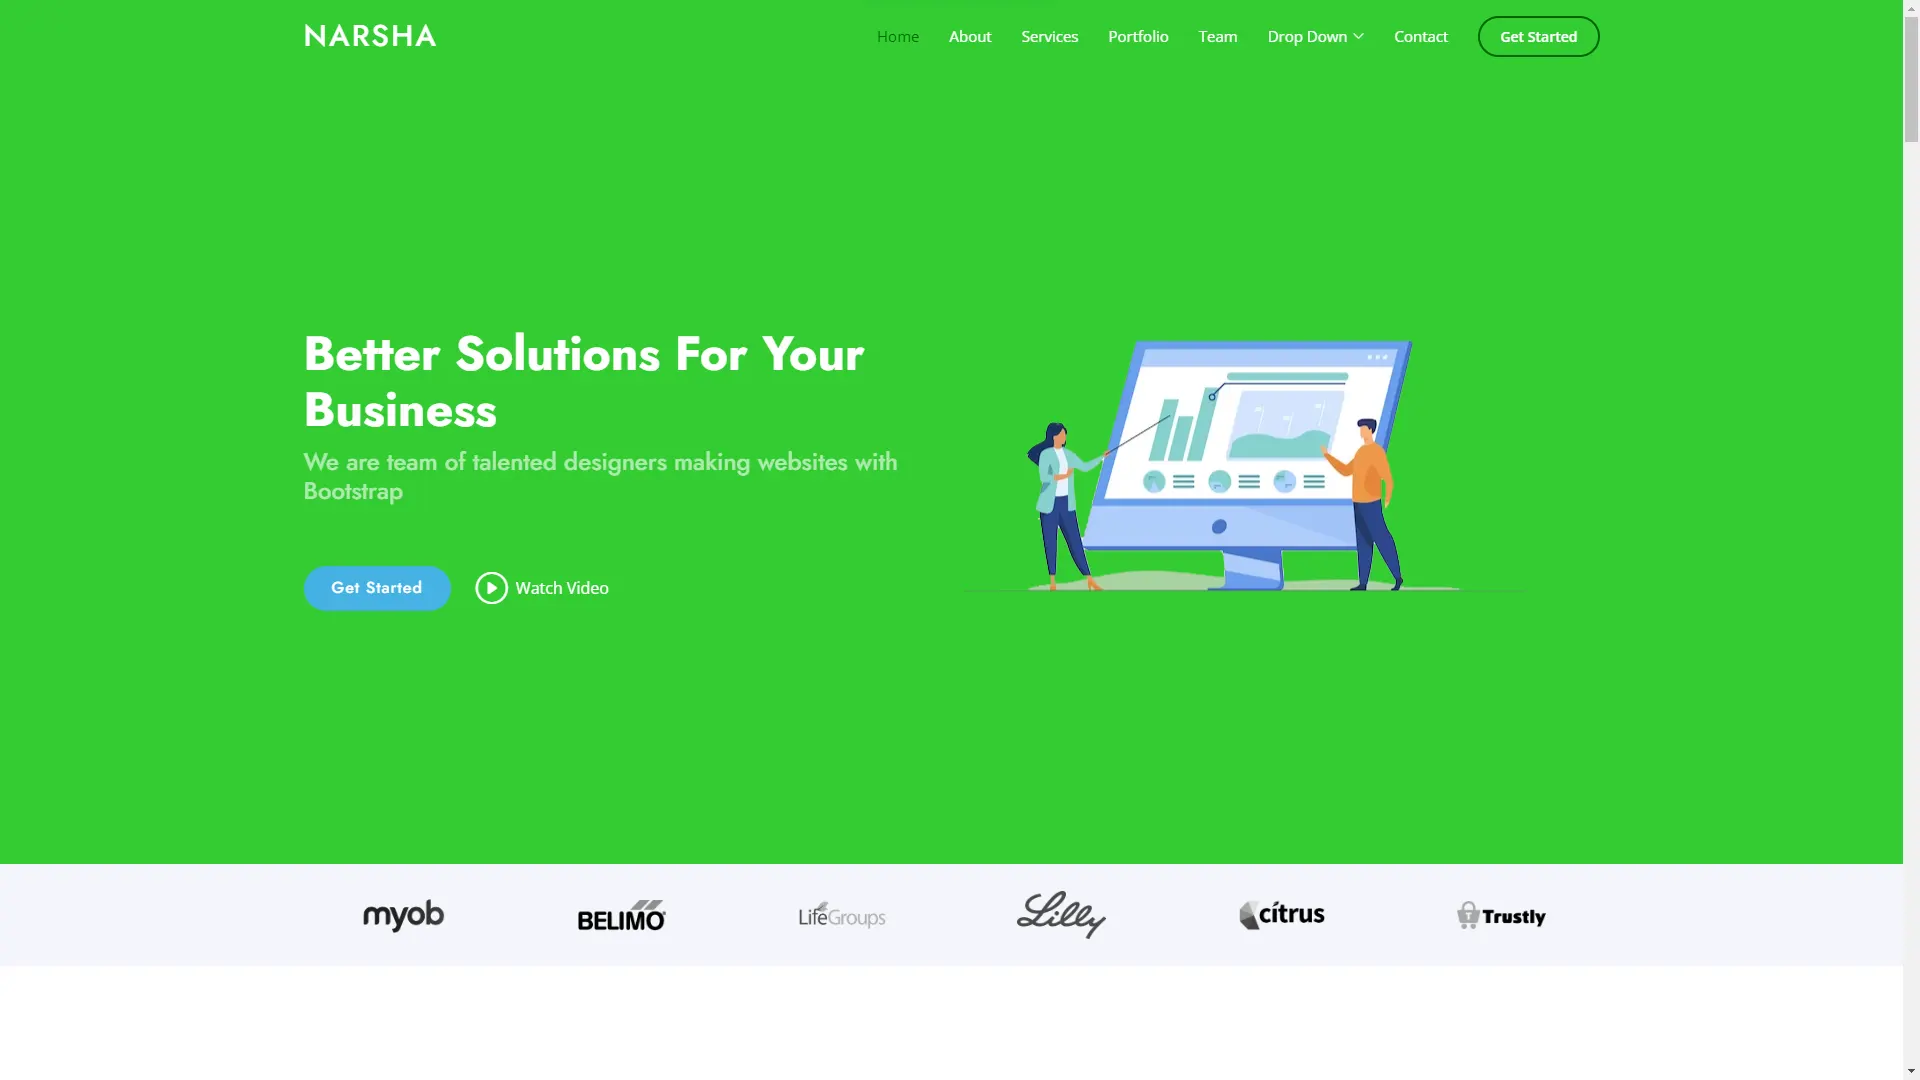 NARSHA
Home About Services Portfolio Team Drop Down Contact Get Started
Better Solutions For Your
Business
We are team of talented designers making websites with
Bootstrap
Get Started Watch Video
myob BELIMO LifeGroups Lilly citrus Trustly